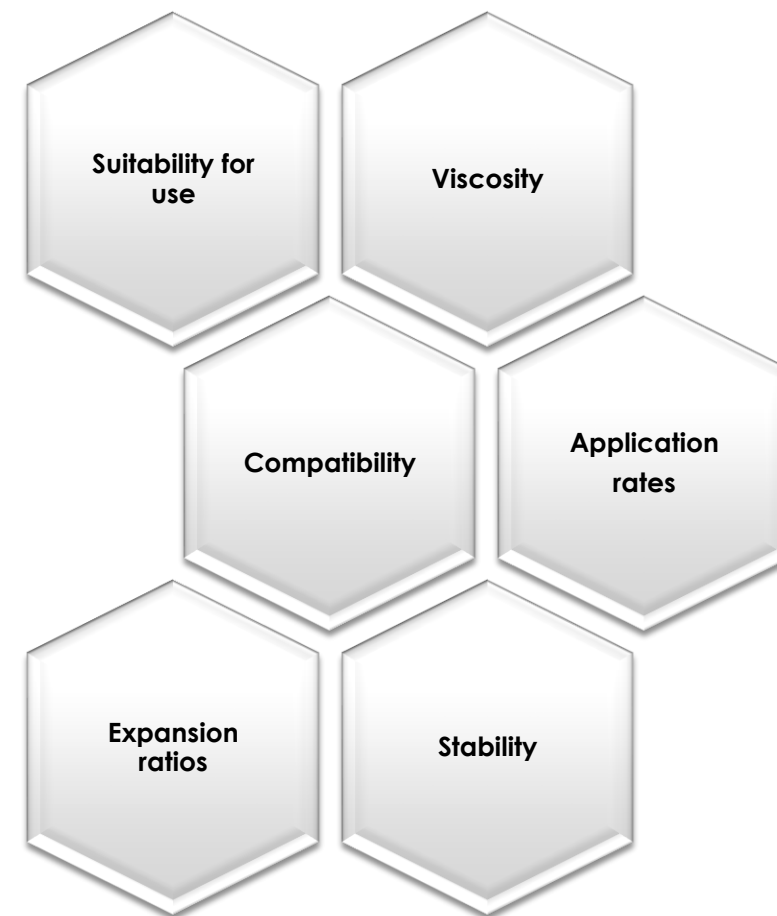 Suitability for
use
Viscosity
Compatibility
Application
rates
Expansion
ratios
Stability